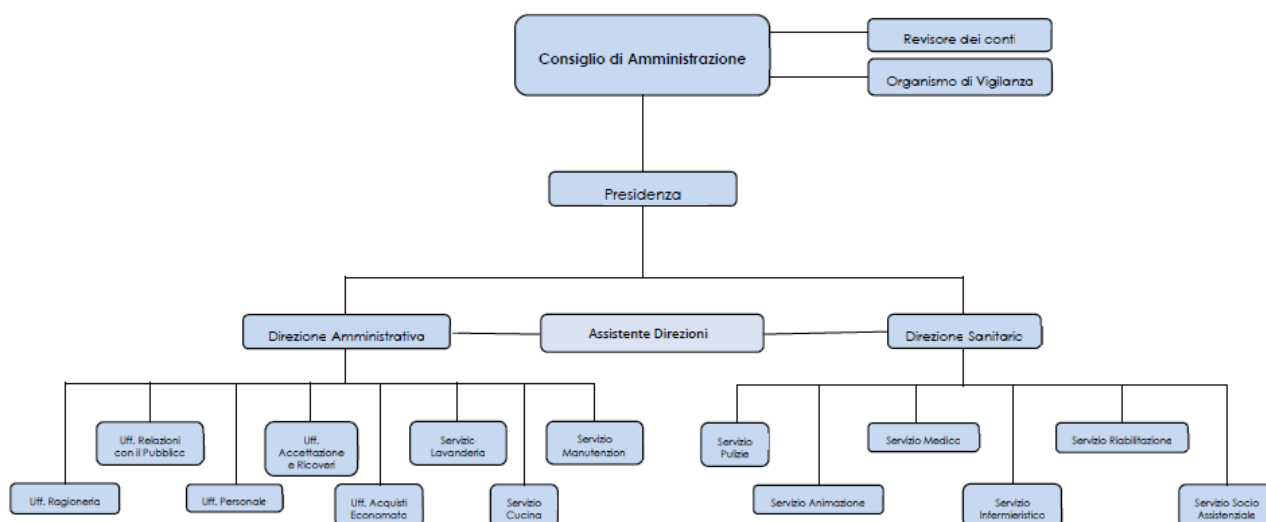 Consiglio di Amministrazione
Revisore dei conti
Organismo di Vigilanza
Presidenza
Direzione Amministrativa
Assistente Direzioni
Direzione Sanitario
Uff. Relazioni
con il Pubblico
Uff.
Accettazione
e Ricoveri
Servizio
Lavanderia
Servizio
Manutenzion
Servizio
Pulizie
Servizio Medico
Servizio Riabilitazione
Uff. Ragioneria
Uff. Personale
Uff. Acquisti
Economato
Servizio
Cucina
Servizio Animazione
Servizio
Infermieristico
Servizio Socio
Assistenziale